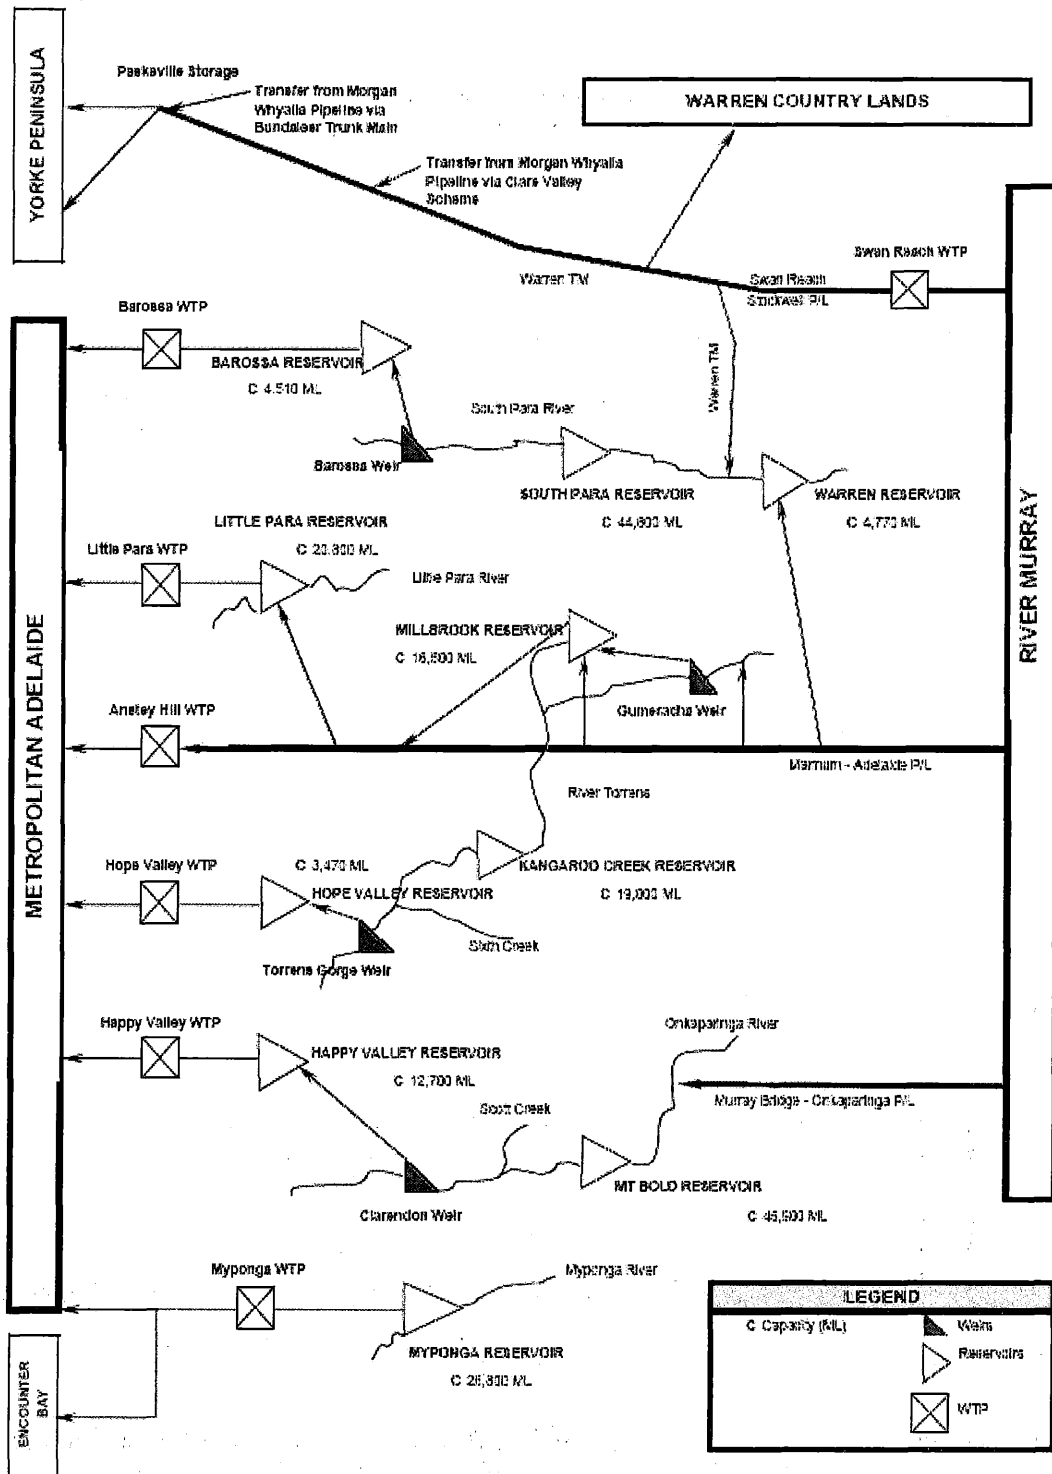 YORKE PENINSULA
Paskeville Storage
Transfer from Morgan
Whyalla Pipeline via
Bundaleer Trunk Main
WARREN COUNTRY LANDS
Transfer from Morgan Whyalla
Pipeline via Clare Valley
Scheme
Swan Reach WTP
Warren TM
Swan Reach
Stockwell P/L
Barossa WTP
BAROSSA RESERVOIR
C 4,510 ML
Warren TM
South Para River
Barossa Weir
SOUTH PARA RESERVOIR
WARREN RESERVOIR
C 4,770 ML
LITTLE PARA RESERVOIR
C 20,800 ML
Little Para WTP
Little Para River
MILLBROOK RESERVOIR
C 16,500 ML
Gumeracha Weir
RIVER MURRAY
METROPOLITAN ADELAIDE
Anstey Hill WTP
Mannum - Adelaide P/L
River Torrens
Hope Valley WTP
C 3,470 ML
HOPE VALLEY RESERVOIR
KANGAROO CREEK RESERVOIR
C 19,000 ML
Sixth Creek
Torrens Gorge Weir
Happy Valley WTP
HAPPY VALLEY RESERVOIR
C 12,700 ML
Onkaparinga River
Murray Bridge - Onkaparinga P/L
Scott Creek
MT BOLD RESERVOIR
C 45,900 ML
Clarendon Weir
Myponga WTP
Myponga River
MYPONGA RESERVOIR
C 26,800 ML
ENCOUNTER
BAY
LEGEND
C Capacity (ML)
Weirs
Reservoirs
WTP